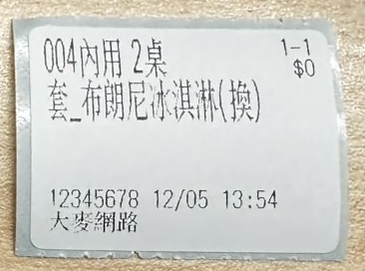 004內用 2桌 1-1
$0
套_布朗尼冰淇淋(換)
12345678 12/05 13:54
大麥網路